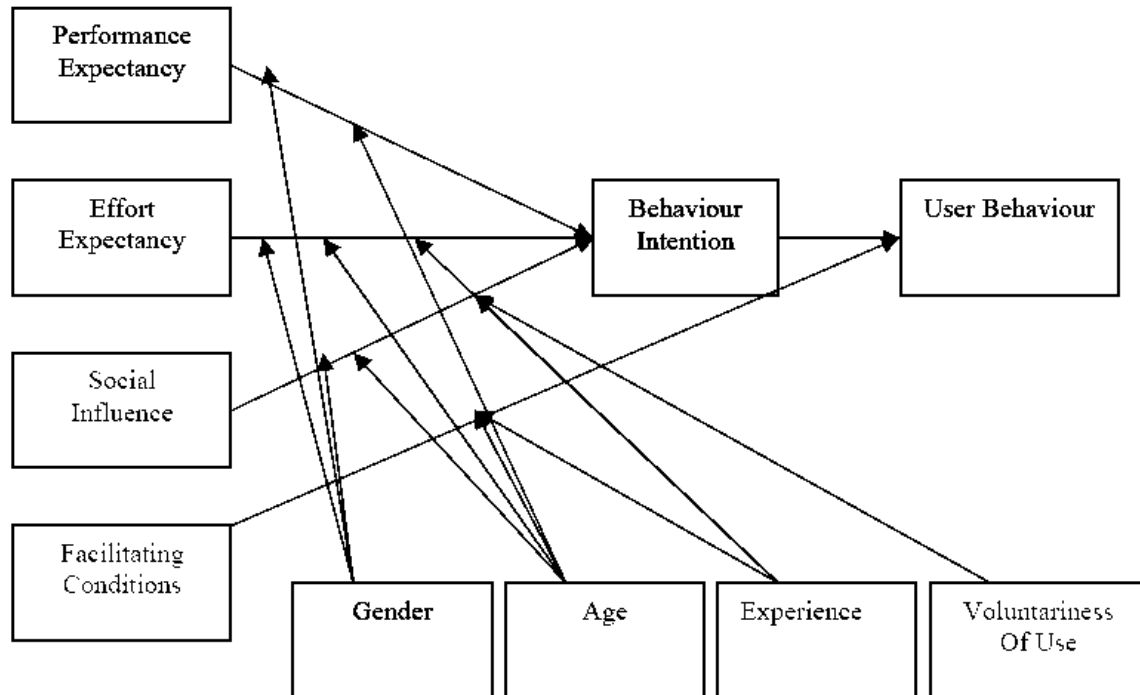 Performance
Expectancy
Effort
Expectancy
Behaviour
Intention
User Behaviour
Social
Influence
Facilitating
Conditions
Gender
Age
Experience
Voluntariness
Of Use